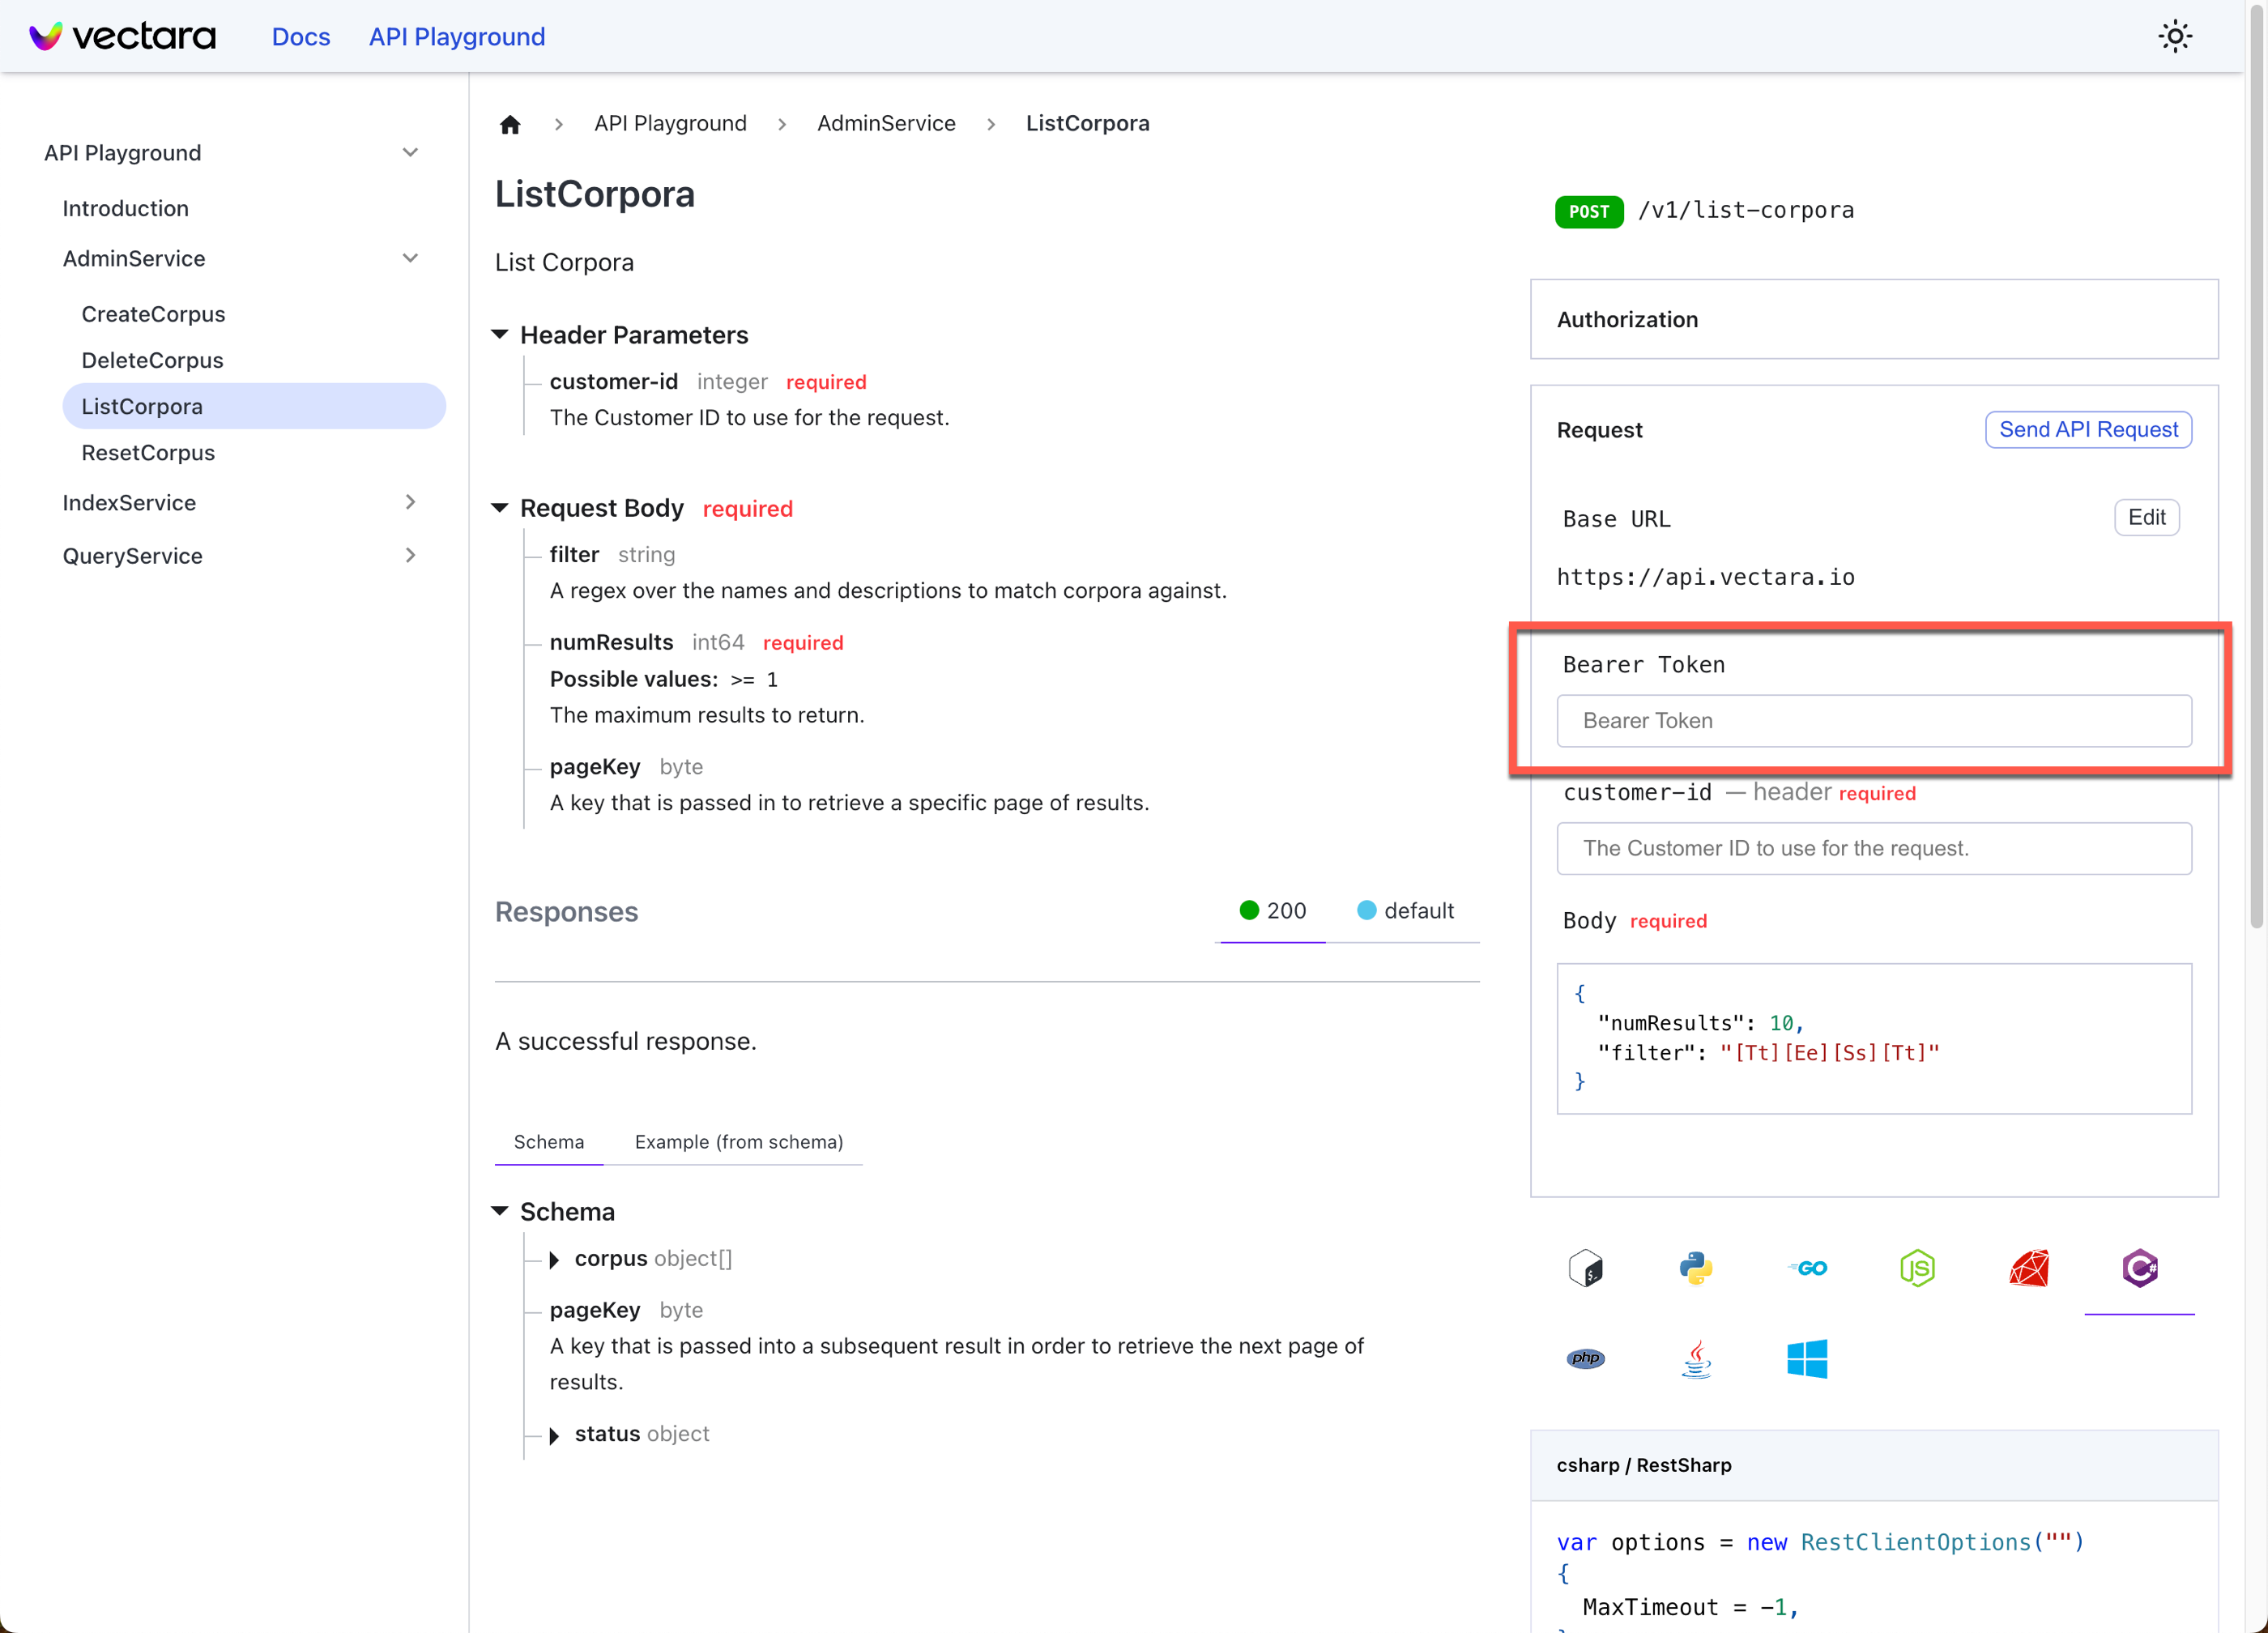 vectara
Docs
API Playground
API Playground
Introduction
AdminService
CreateCorpus
DeleteCorpus
ListCorpora
ResetCorpus
IndexService
QueryService
API Playground
AdminService
ListCorpora
ListCorpora
List Corpora
Header Parameters
customer-id integer required
The Customer ID to use for the request.
Request Body required
filter string
A regex over the names and descriptions to match corpora against.
numResults int64 required
Possible values: >= 1
The maximum results to return.
pageKey byte
A key that is passed in to retrieve a specific page of results.
Responses
200
default
A successful response.
Schema
Example (from schema)
Schema
corpus object[]
pageKey byte
A key that is passed into a subsequent result in order to retrieve the next page of
results.
status object
POST /v1/list-corpora
Authorization
Request
Send API Request
Base URL
Edit
https://api.vectara.io
Bearer Token
Bearer Token
customer-id — header required
The Customer ID to use for the request.
Body required
{
"numResults": 10,
"filter": "[Tt][Ee][Ss][Tt]"
}
$_
GO
JS
C#
php
csharp / RestSharp
var options = new RestClientOptions("")
{
MaxTimeout = -1,